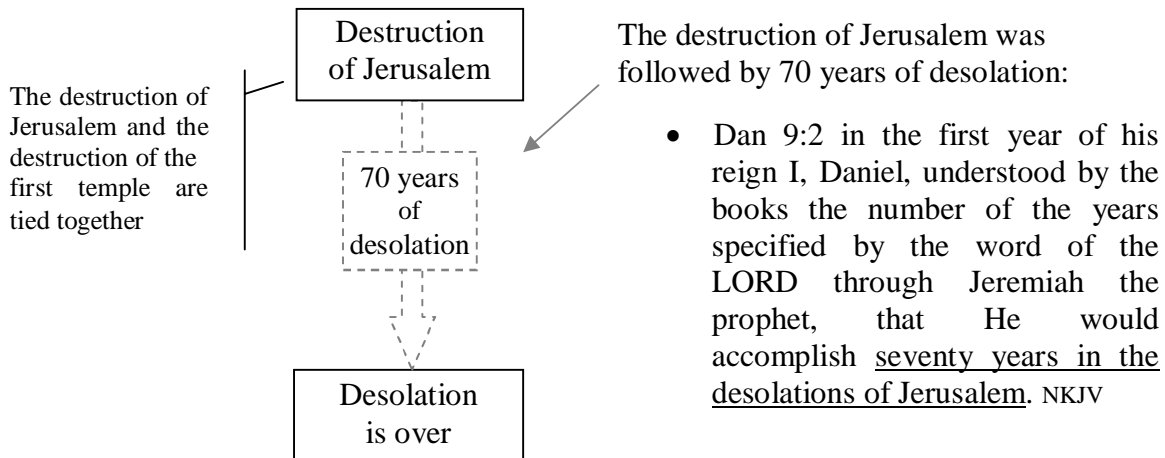 Destruction
of Jerusalem
The destruction of
Jerusalem and the
destruction of the
first temple are
tied together
70 years
of
desolation
Desolation
is over
The destruction of Jerusalem was
followed by 70 years of desolation:
• Dan 9:2 in the first year of his
reign I, Daniel, understood by the
books the number of the years
specified by the word of the
LORD through Jeremiah the
prophet, that He would
accomplish seventy years in the
desolations of Jerusalem. NKJV